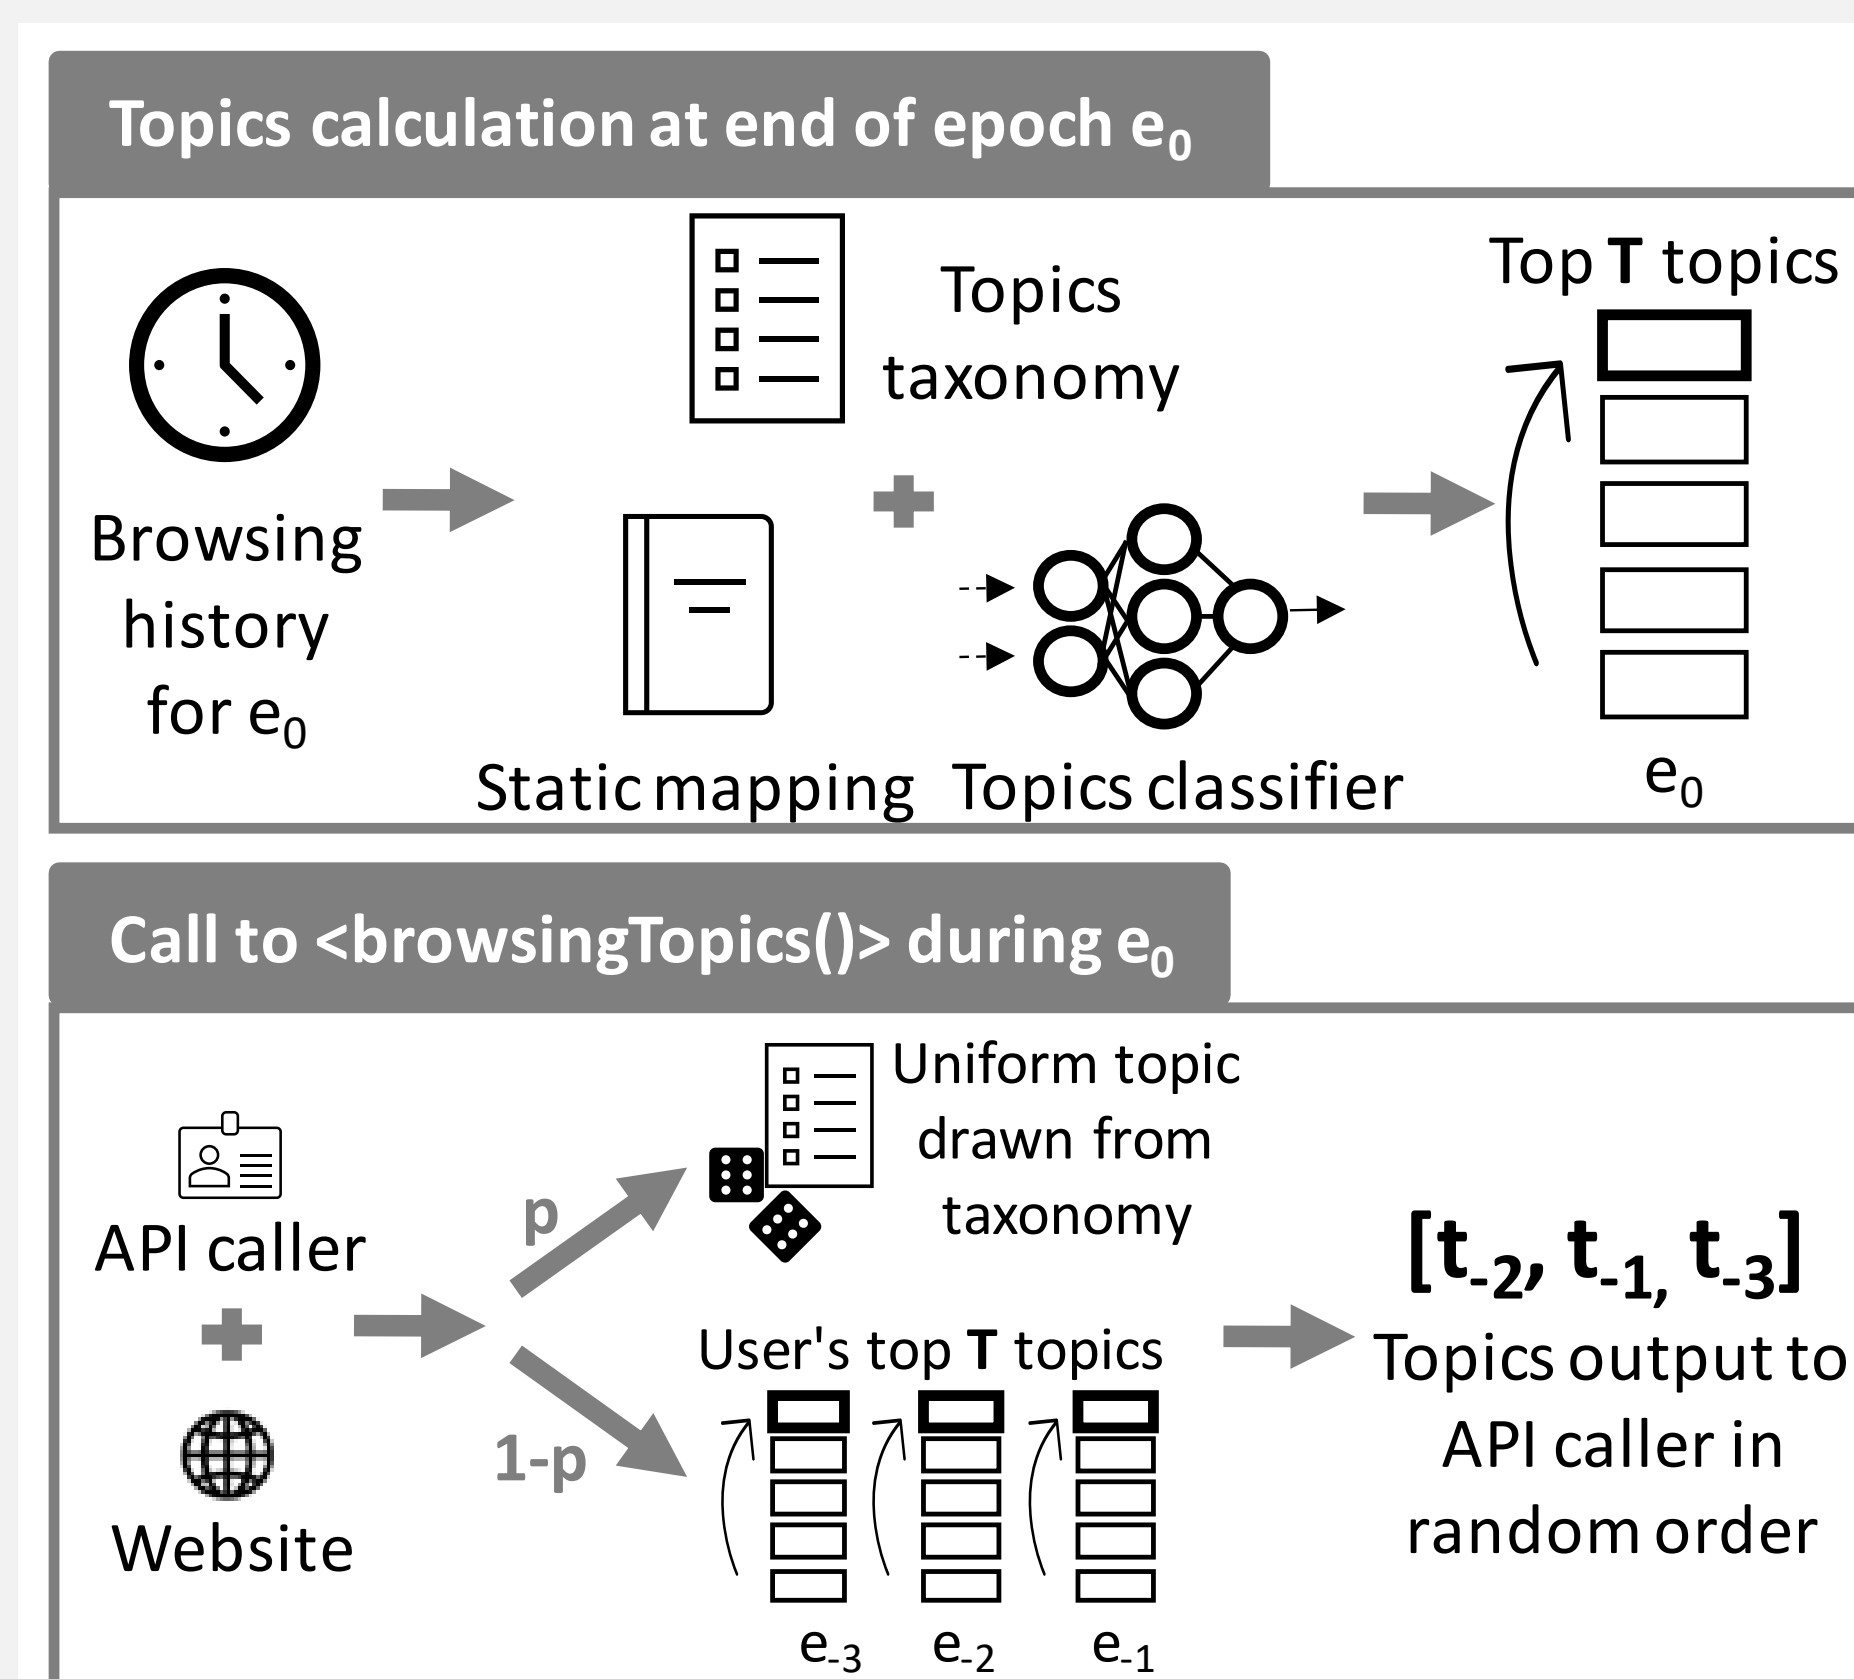 Topics calculation at end of epoch e₀
Browsing
history
for e₀
Topics
taxonomy
Static mapping
Topics classifier
Top T topics
e₀
Call to <browsingTopics()> during e₀
API caller
Website
p
1-p
Uniform topic
drawn from
taxonomy
User's top T topics
e₋₃ e₋₂ e₋₁
[t₋₂, t₋₁, t₋₃]
Topics output to
API caller in
random order